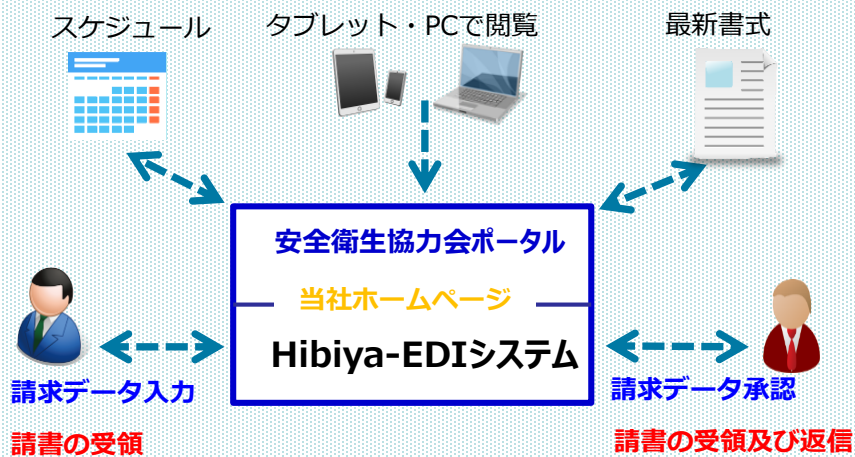 スケジュール
タブレット・PCで閲覧
最新書式
安全衛生協力会ポータル
当社ホームページ
Hibiya-EDIシステム
請求データ入力
請書の受領
請求データ承認
請書の受領及び返信